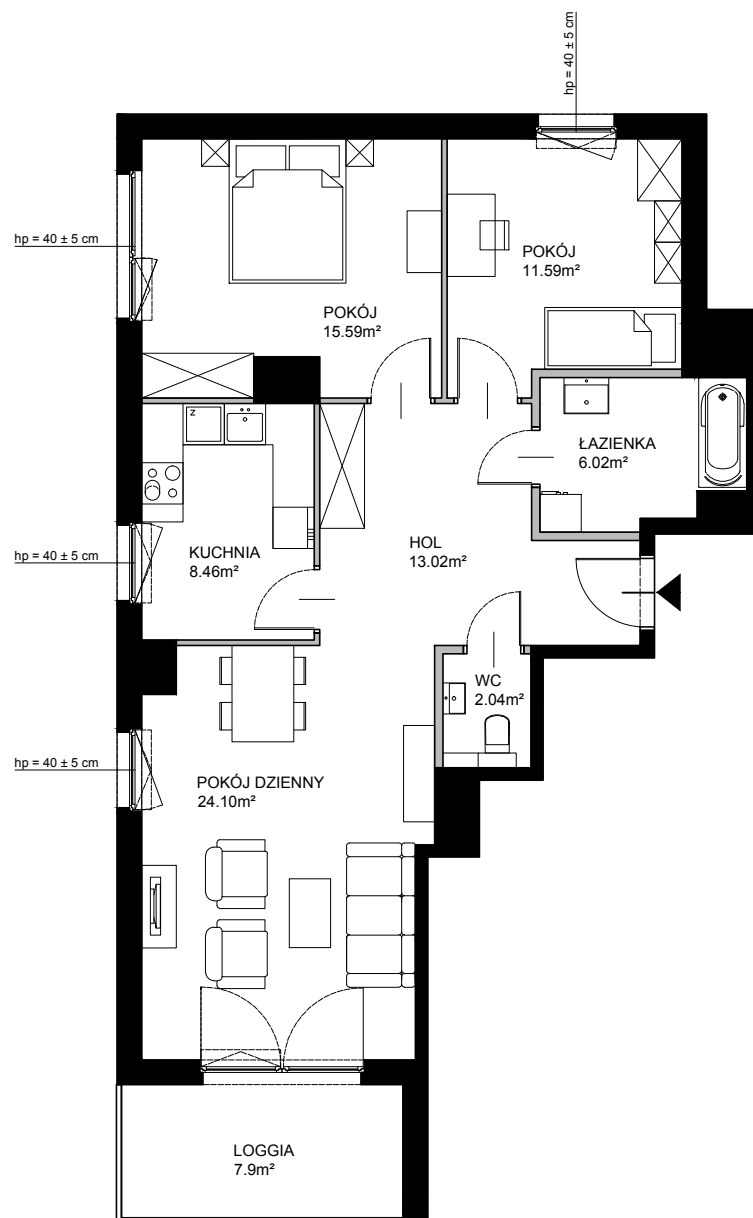 hp = 40 ± 5 cm
hp = 40 ± 5 cm
POKÓJ
11.59m²
POKÓJ
15.59m²
Z
ŁAZIENKA
6.02m²
HOL
13.02m²
KUCHNIA
8.46m²
hp = 40 ± 5 cm
WC
2.04m²
hp = 40 ± 5 cm
POKÓJ DZIENNY
24.10m²
LOGGIA
7.9m²